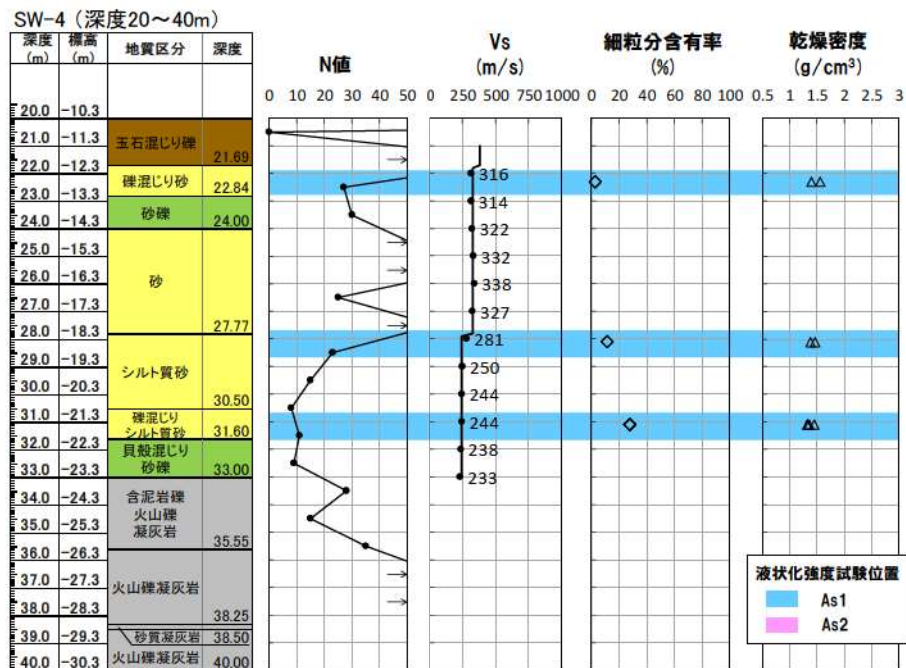 SW-4（深度20～40m）
深度 標高 地質区分 深度
(m) (m)
N値
Vs
(m/s)
細粒分含有率
(%)
乾燥密度
(g/cm³)
0 10 20 30 40 50
0 250 500 750 1000
0 20 40 60 80 100
0.5 1 1.5 2 2.5 3
20.0 -10.3
21.0 -11.3
玉石混じり礫
21.69
22.0 -12.3
316
礫混じり砂 22.84
23.0 -13.3
314
砂礫
24.00
24.0 -14.3
322
25.0 -15.3
332
26.0 -16.3
砂
338
27.0 -17.3
327
27.77
28.0 -18.3
281
29.0 -19.3
シルト質砂
250
30.0 -20.3
244
30.50
31.0 -21.3
礫混じり
シルト質砂
31.60
244
32.0 -22.3
貝殻混じり
砂礫
238
33.0 -23.3
33.00
233
34.0 -24.3
含泥岩礫
火山礫
凝灰岩
35.0 -25.3
35.55
36.0 -26.3
37.0 -27.3
火山礫凝灰岩
38.0 -28.3
38.25
39.0 -29.3
砂質凝灰岩 38.50
火山礫凝灰岩 40.00
40.0 -30.3
液状化強度試験位置
As1
As2